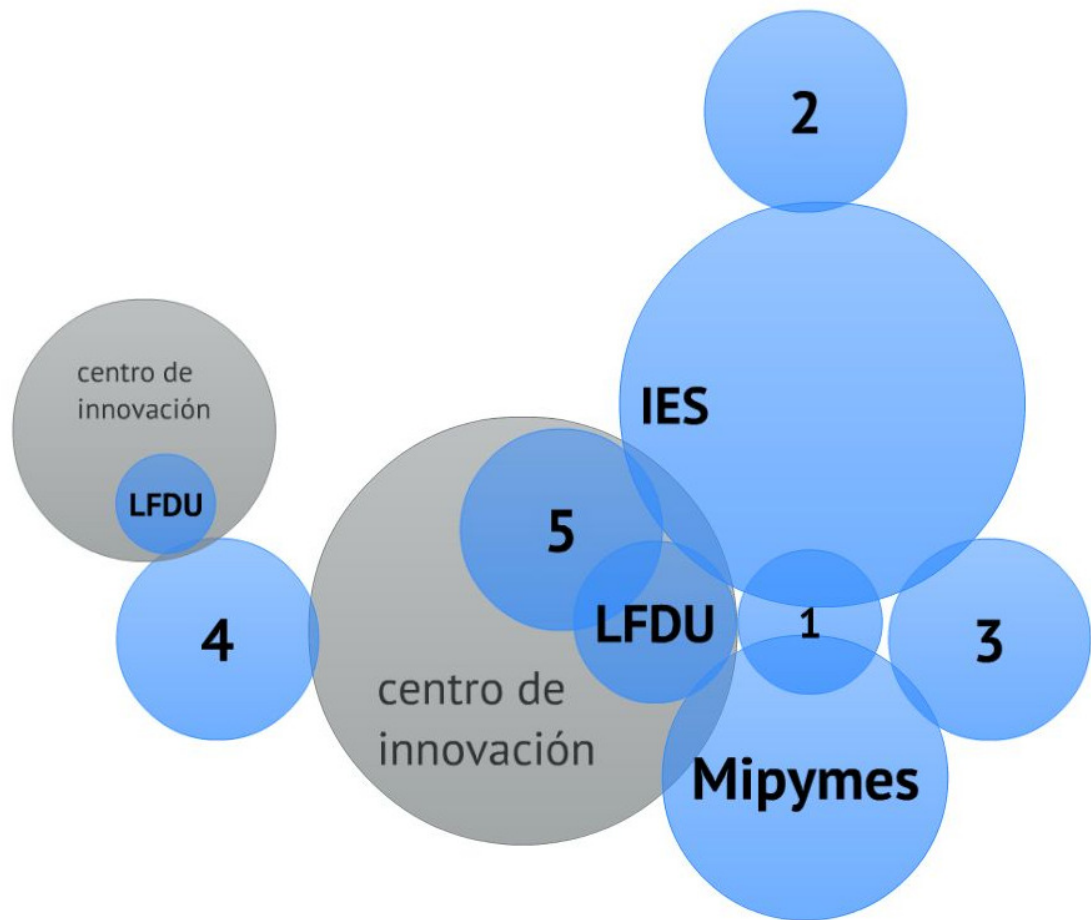 2
IES
centro de
innovación
LFDU
5
4
LFDU
1
3
centro de
innovación
Mipymes